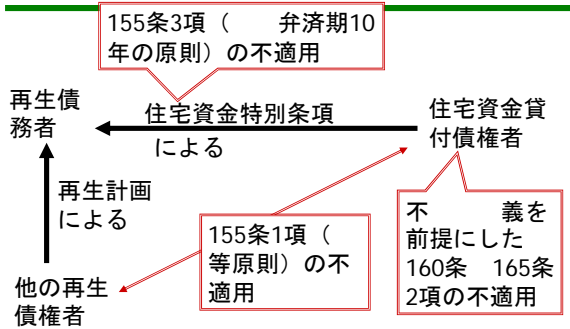 155条3項（　　弁済期10
年の原則）の不適用
再生債
務者
住宅資金特別条項
による
住宅資金貸
付債権者
再生計画
による
155条1項（
等原則）の不
適用
不　　　義を
前提にした
160条　165条
2項の不適用
他の再生
債権者